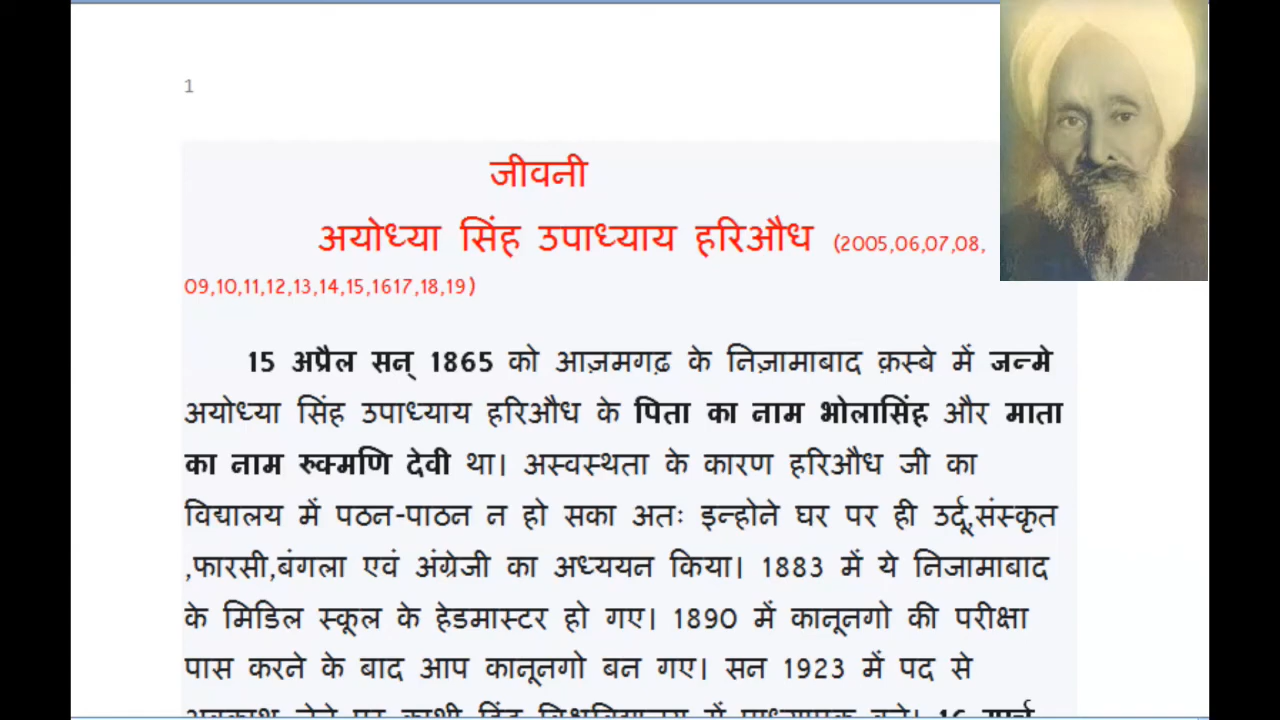 1
जीवनी
अयोध्या सिंह उपाध्याय हरिऔध (2005,06,07,08,
09,10,11,12,13,14,15,1617,18,19)
15 अप्रैल सन् 1865 को आज़मगढ़ के निज़ामाबाद क़स्बे में जन्मे
अयोध्या सिंह उपाध्याय हरिऔध के पिता का नाम भोलासिंह और माता
का नाम रुक्मणि देवी था। अस्वस्थता के कारण हरिऔध जी का
विद्यालय में पठन-पाठन न हो सका अतः इन्होने घर पर ही उर्दू,संस्कृत
,फारसी,बंगला एवं अंग्रेजी का अध्ययन किया। 1883 में ये निजामाबाद
के मिडिल स्कूल के हेडमास्टर हो गए। 1890 में कानूनगो की परीक्षा
पास करने के बाद आप कानूनगो बन गए। सन 1923 में पद से